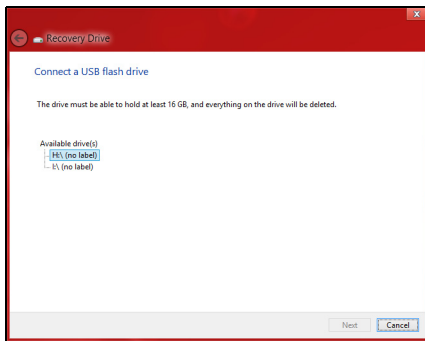 Recovery Drive
Connect a USB flash drive
The drive must be able to hold at least 16 GB, and everything on the drive will be deleted.
Available drive(s)
H:\ (no label)
I:\ (no label)
Next
Cancel